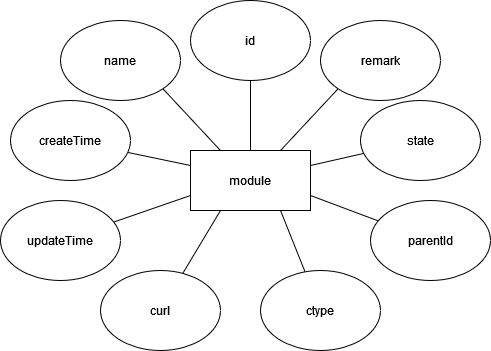 id
name
remark
createTime
state
module
updateTime
parentId
curl
ctype